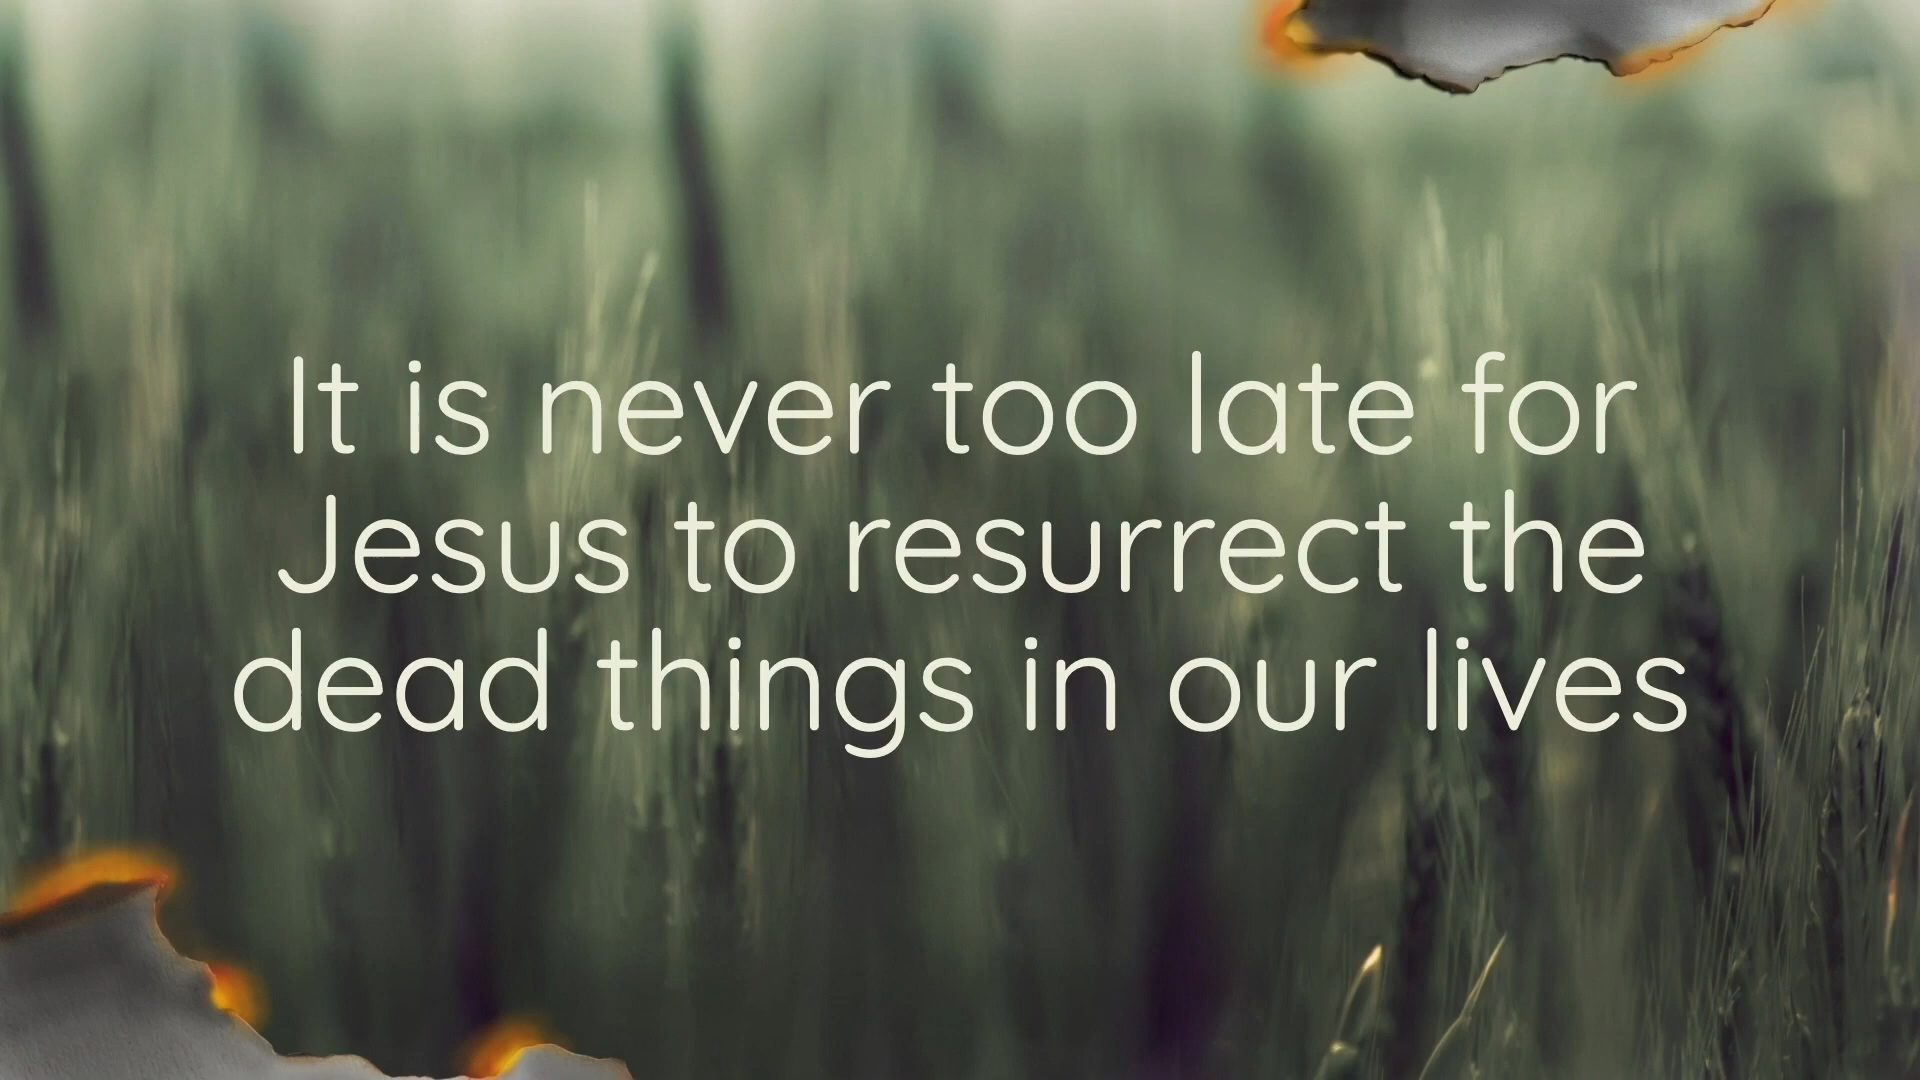 It is never too late for
Jesus to resurrect the
dead things in our lives